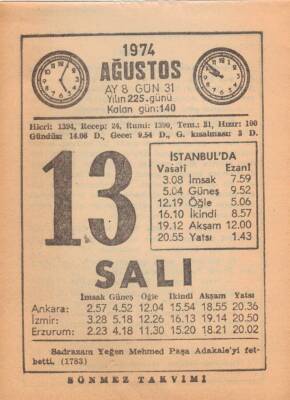 1974
AĞUSTOS
AY 8 GÜN 31
Yılın 225. günü
Kalan gün: 140
Hicri: 1394, Recep: 24, Rumi: 1390, Tem.: 31, Hızır: 100
Gündüz: 14.06 D., Gece: 9.54 D., G. kısalması: 3 D.
13
İSTANBUL'DA
Vasatî Ezanî
3.08 İmsak 7.59
5.04 Güneş 9.52
12.19 Öğle 5.06
16.10 İkindi 8.57
19.12 Akşam 12.00
20.55 Yatsı 1.43
SALI
İmsak Güneş Öğle İkindi Akşam Yatsı
Ankara: 2.57 4.52 12.04 15.54 18.55 20.36
İzmir: 3.28 5.18 12.26 16.13 19.14 20.50
Erzurum: 2.23 4.18 11.30 15.20 18.21 20.02
Sadrazam Yeğen Mehmed Paşa Adakale'yi fet-
betti. (1783)
SÖNMEZ TAKVİMİ